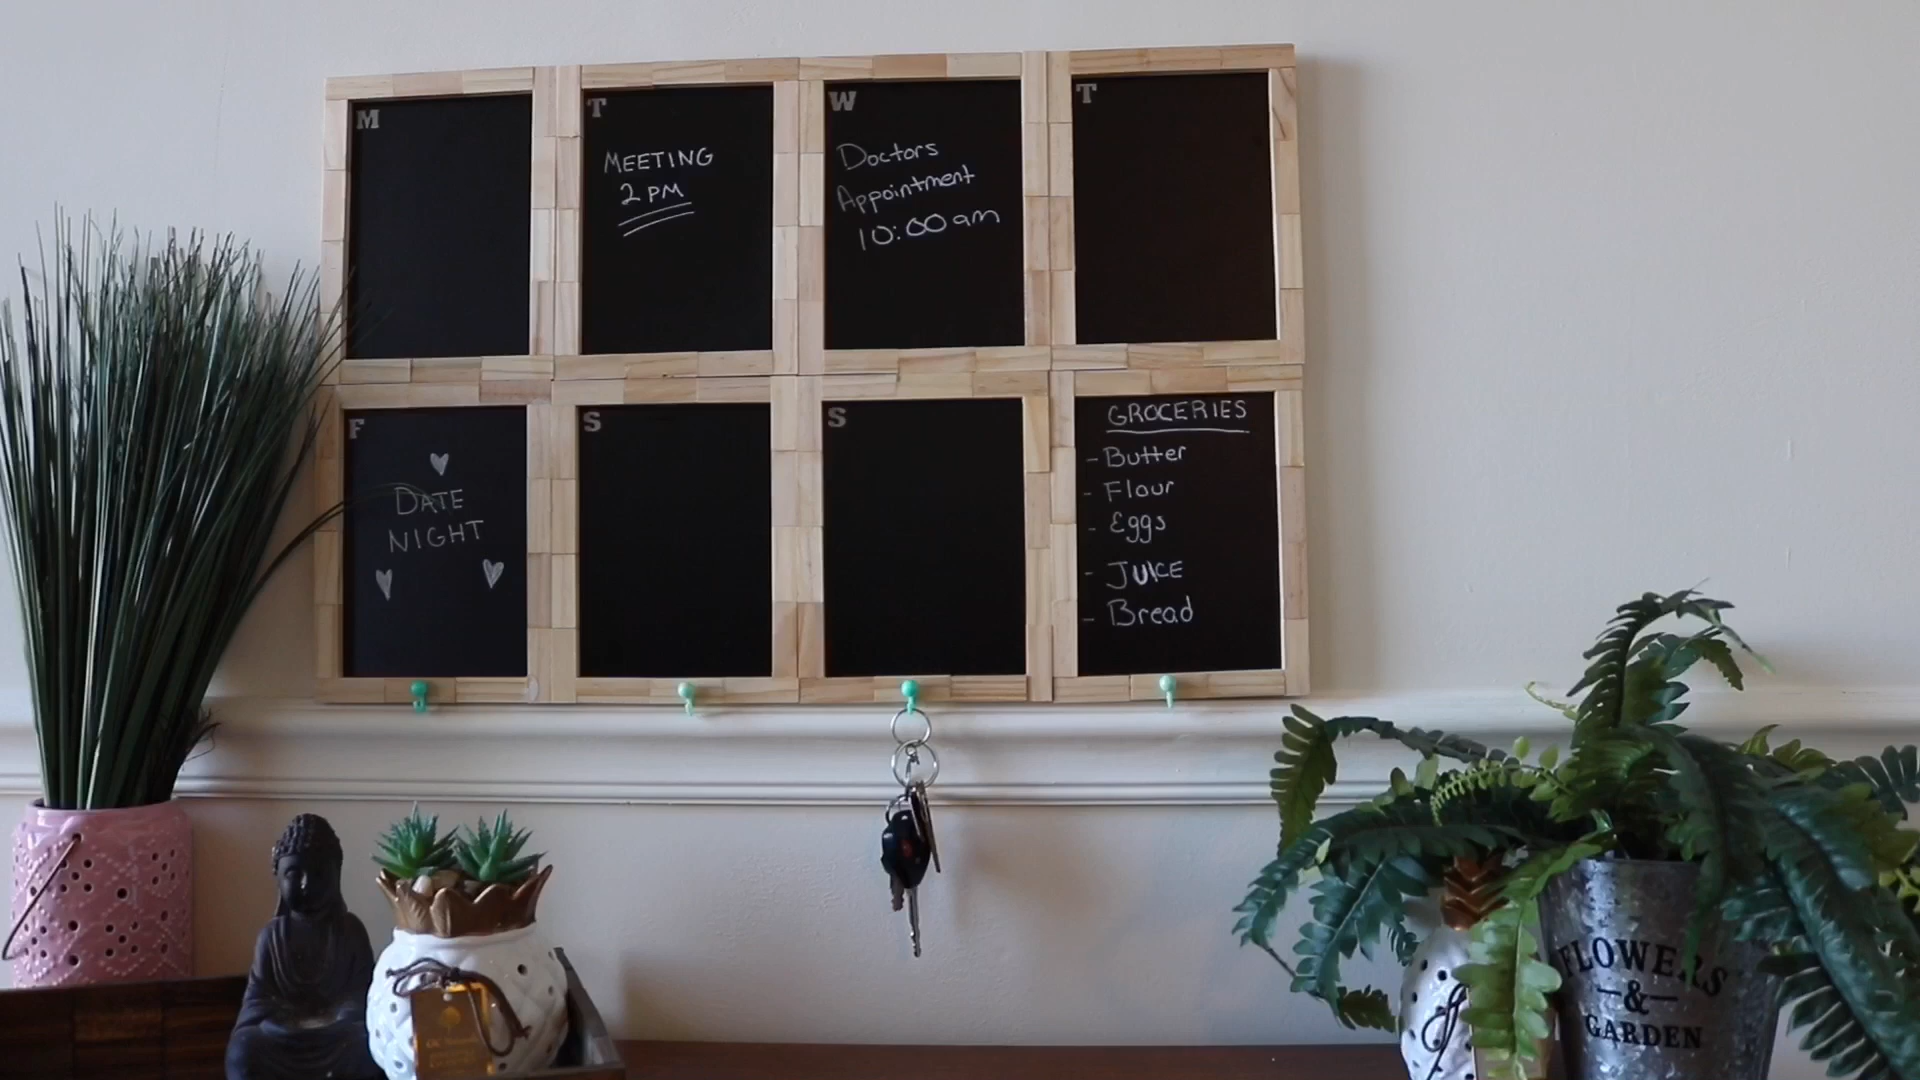 M
T
MEETING
2 PM
W
Doctors
Appointment
10:00 am
T
F
DATE
NIGHT
S
S
GROCERIES
- Butter
- Flour
- Eggs
- JUICE
- Bread
FLOWERS
&
GARDEN